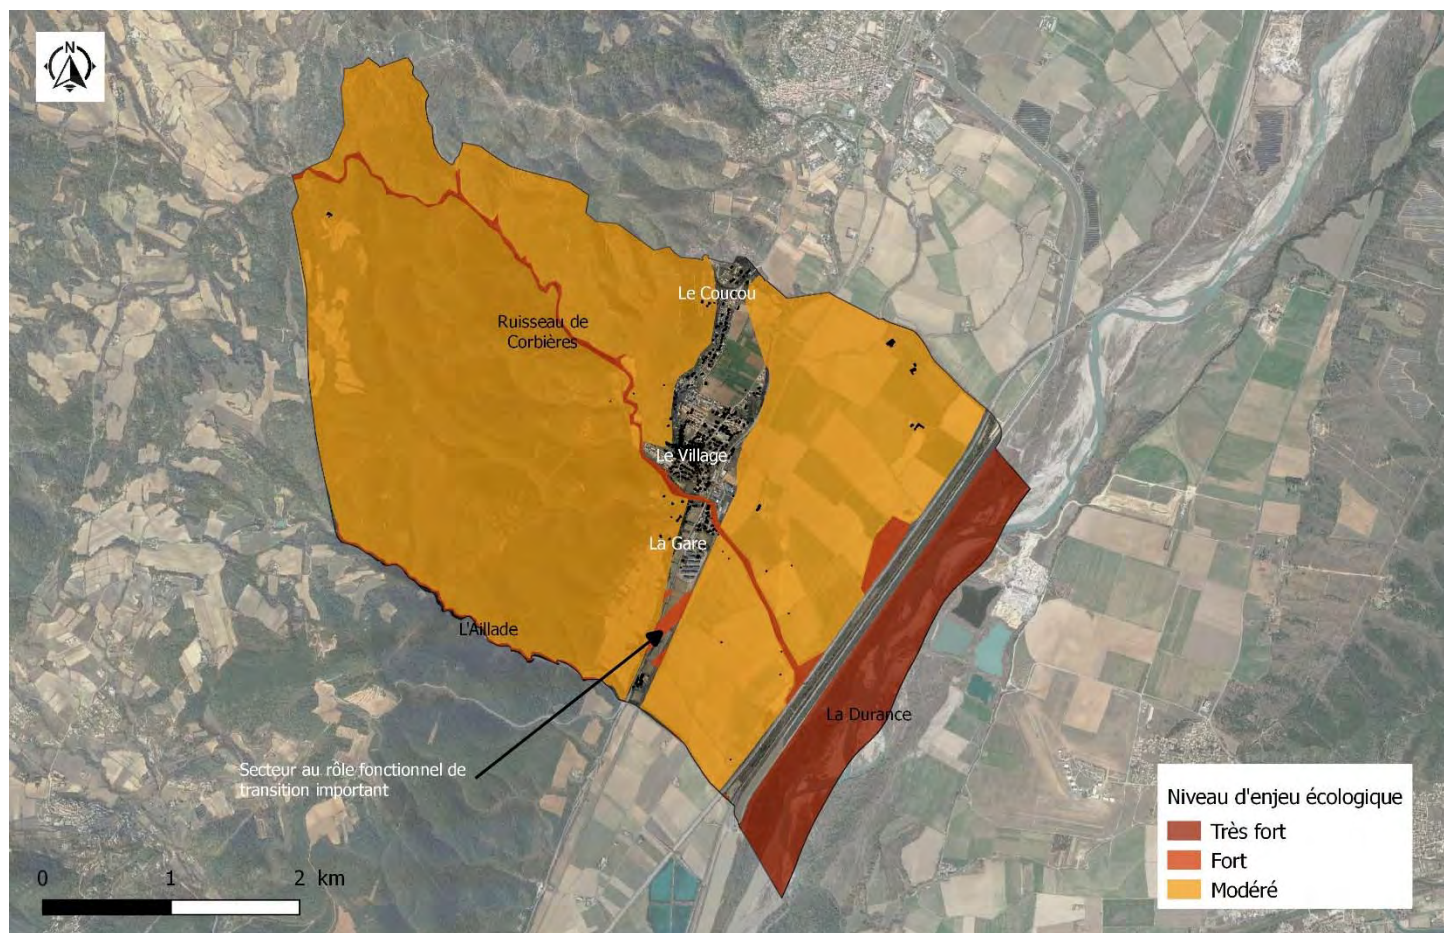 N
Le Coucou
Ruisseau de
Corbières
Le Village
La Gare
L'Aillade
La Durance
Secteur au rôle fonctionnel de
transition important
Niveau d'enjeu écologique
Très fort
Fort
Modéré
0 1 2 km